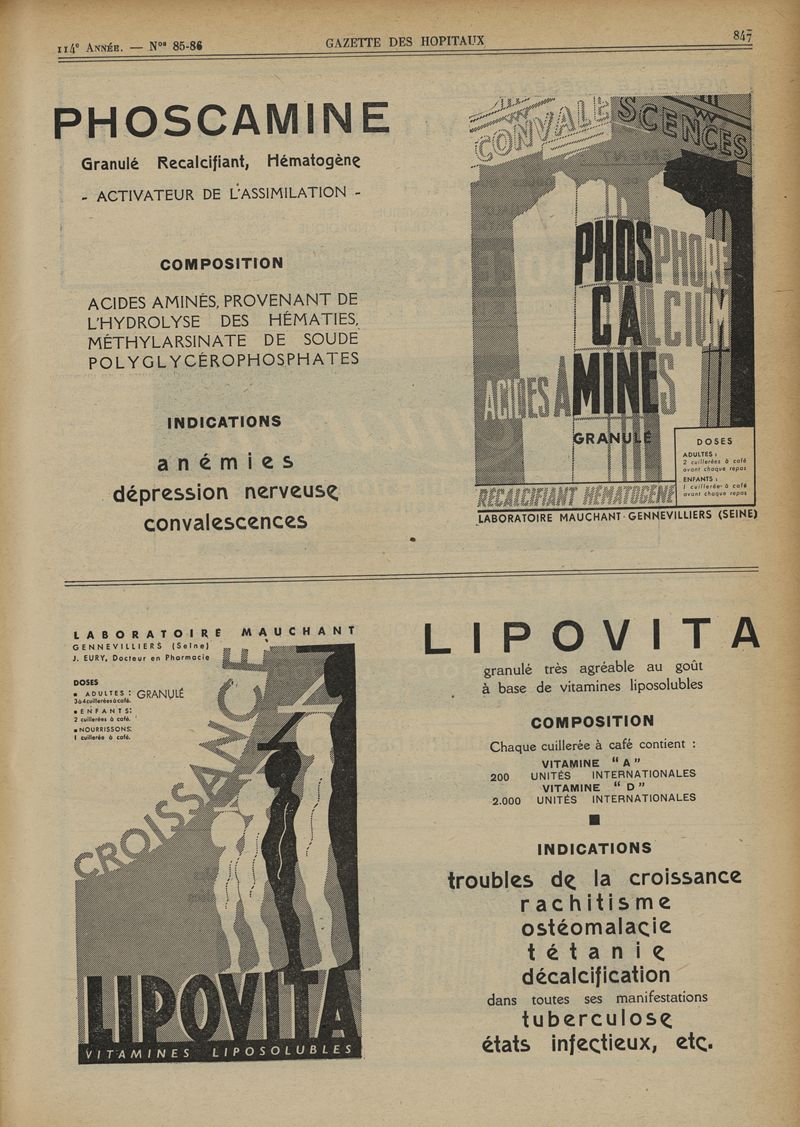 114e ANNÉE. — Nos 85-86
GAZETTE DES HOPITAUX
847
PHOSCAMINE
Granulé Recalcifiant, Hématogène
- ACTIVATEUR DE L'ASSIMILATION -
COMPOSITION
ACIDES AMINÉS, PROVENANT DE
L'HYDROLYSE DES HÉMATIES,
MÉTHYLARSINATE DE SOUDE
POLYGLYCÉROPHOSPHATES
INDICATIONS
anémies
dépression nerveuse
convalescences
CONVALESCENCES
PHOSPHORE
CALCIUM
ACIDES AMINES
GRANULÉ
DOSES
ADULTES :
2 cuillerées à café
avant chaque repas
ENFANTS :
1 cuillerée à café
avant chaque repas
RECALCIFIANT HÉMATOGÈNE
LABORATOIRE MAUCHANT-GENNEVILLIERS (SEINE)
LABORATOIRE MAUCHANT
GENNEVILLIERS (Seine)
J. EURY, Docteur en Pharmacie
DOSES
• ADULTES : GRANULÉ
3 à 4 cuillerées à café.
• ENFANTS :
2 cuillerées à café.
• NOURRISSONS :
1 cuillerée à café.
CROISSANCE
LIPOVITA
VITAMINES LIPOSOLUBLES
LIPOVITA
granulé très agréable au goût
à base de vitamines liposolubles
COMPOSITION
Chaque cuillerée à café contient :
VITAMINE “ A ”
200 UNITÉS INTERNATIONALES
VITAMINE “ D ”
2.000 UNITÉS INTERNATIONALES
INDICATIONS
troubles de la croissance
rachitisme
ostéomalacie
tétanie
décalcification
dans toutes ses manifestations
tuberculose
états infectieux, etc.